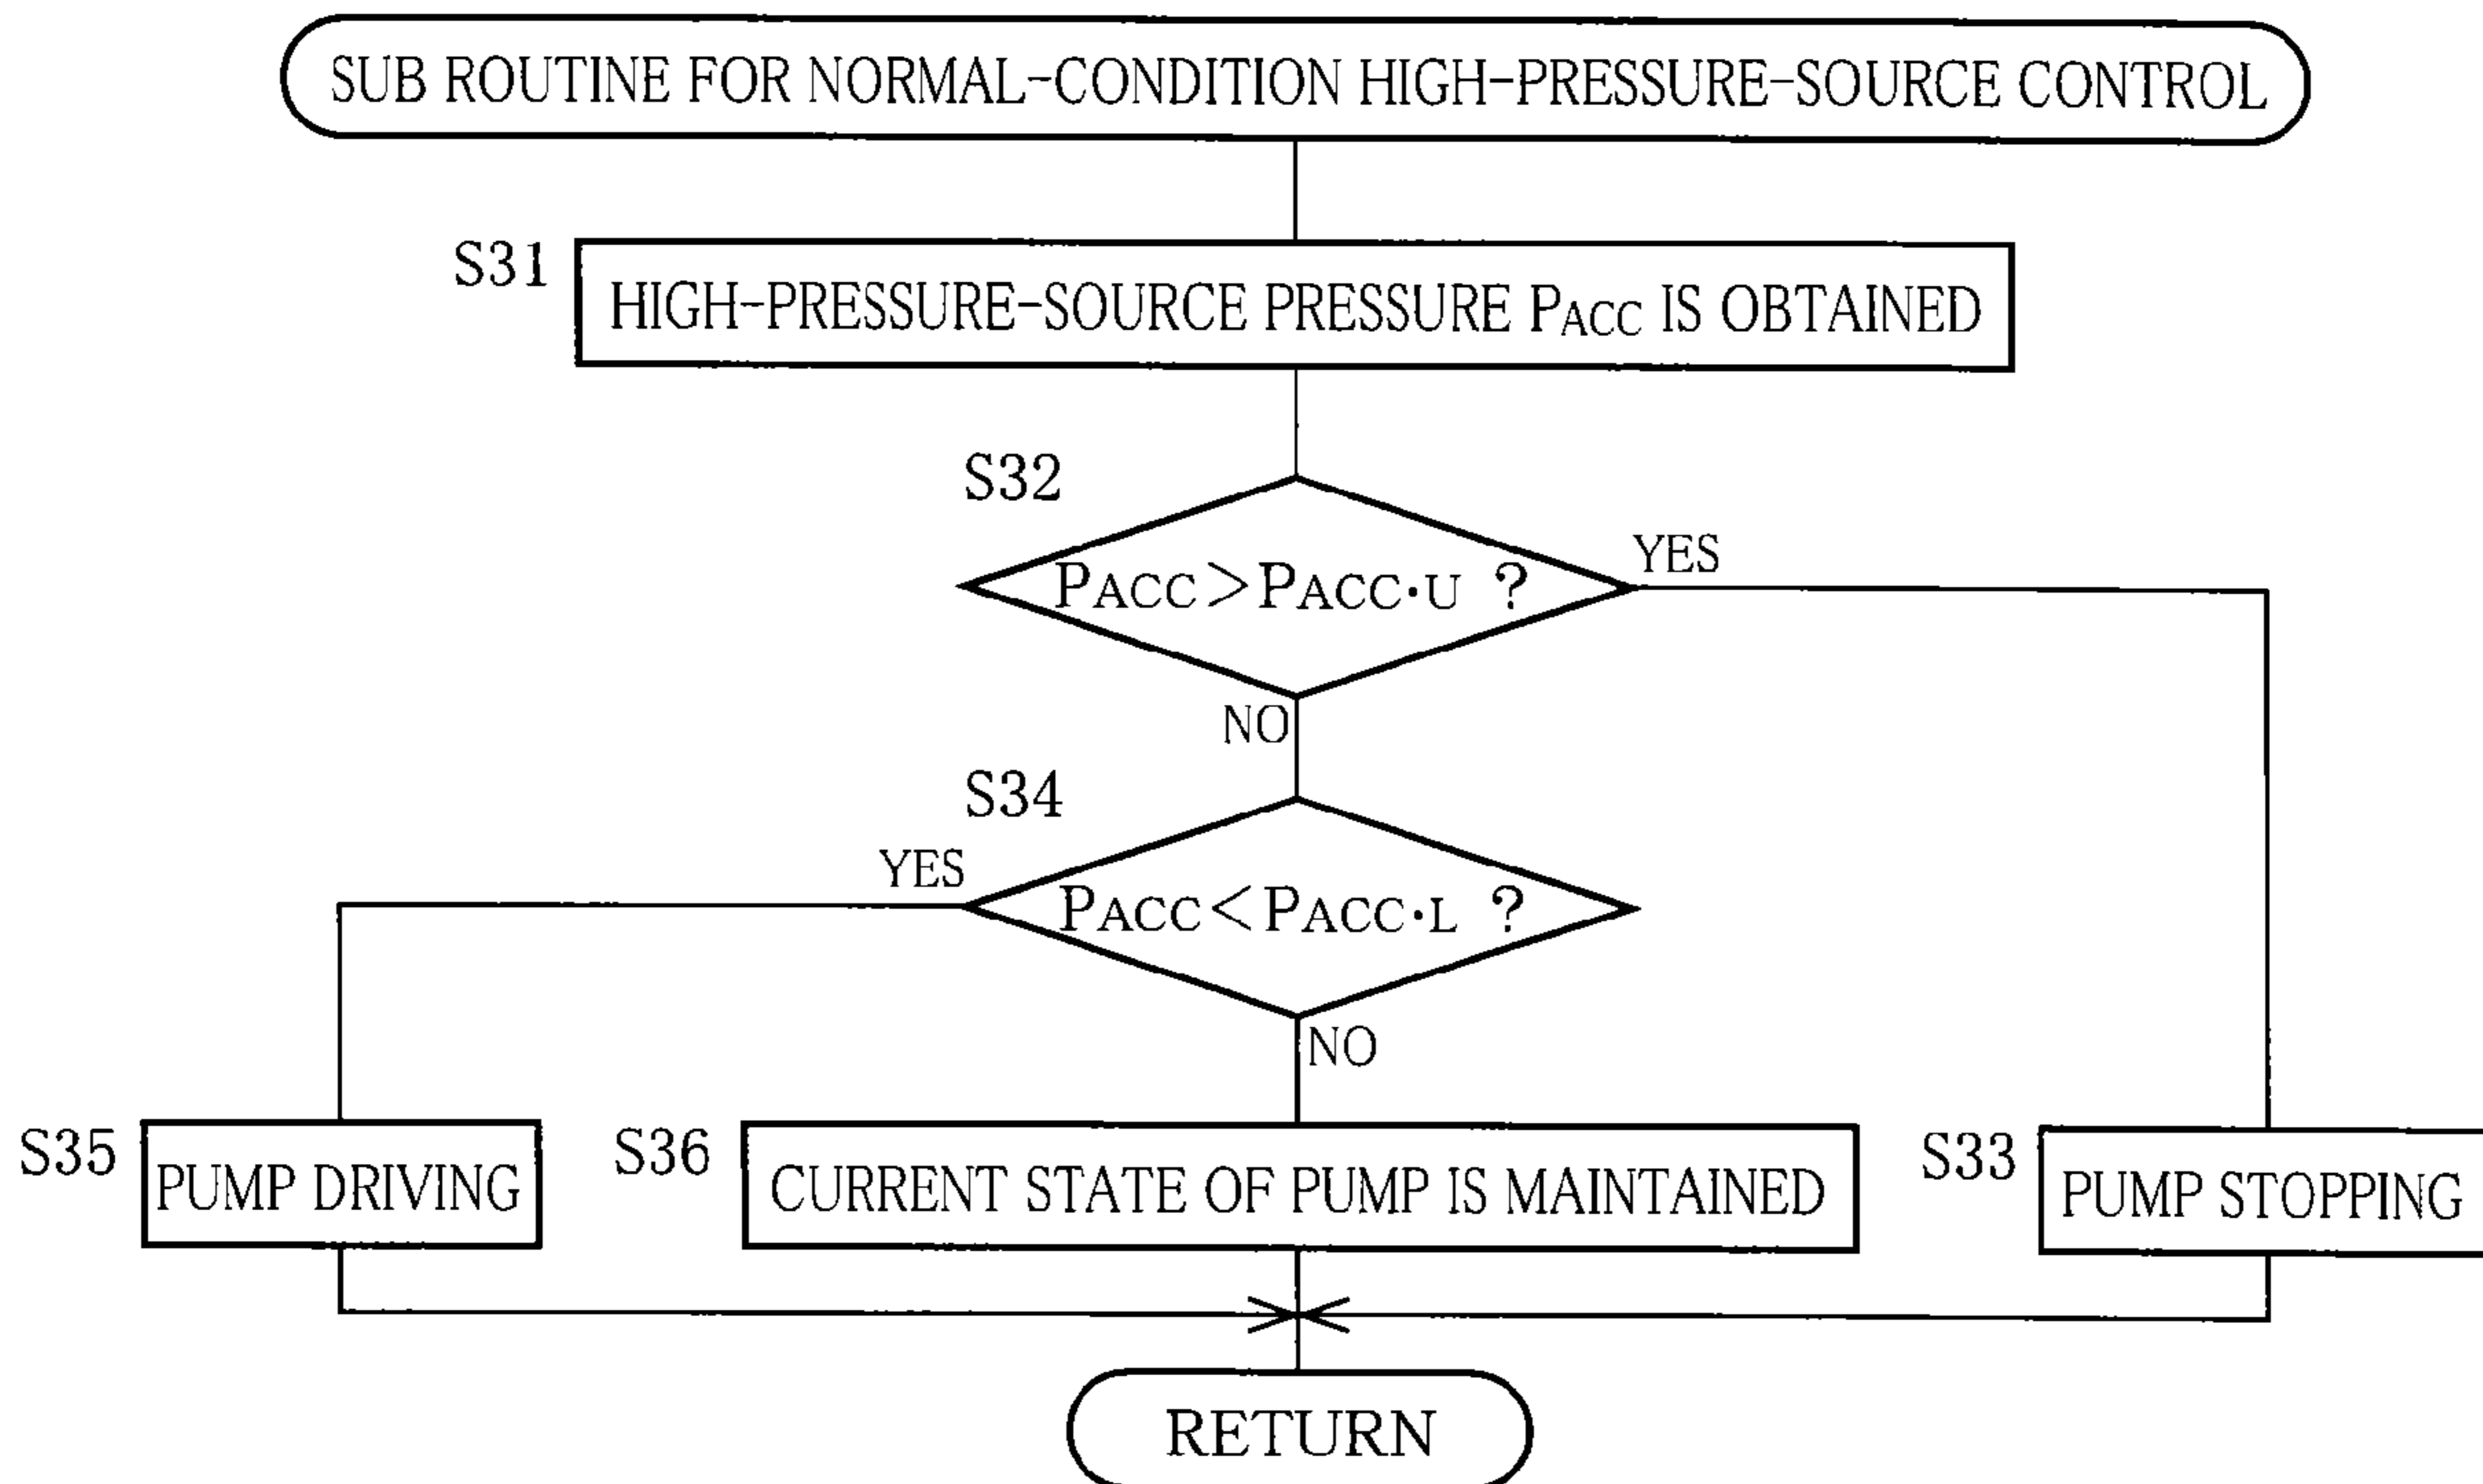 SUB ROUTINE FOR NORMAL-CONDITION HIGH-PRESSURE-SOURCE CONTROL
S31
HIGH-PRESSURE-SOURCE PRESSURE PACC IS OBTAINED
S32
PACC>PACC·U ?
YES
NO
S34
YES
PACC<PACC·L ?
NO
S35
PUMP DRIVING
S36
CURRENT STATE OF PUMP IS MAINTAINED
S33
PUMP STOPPING
RETURN